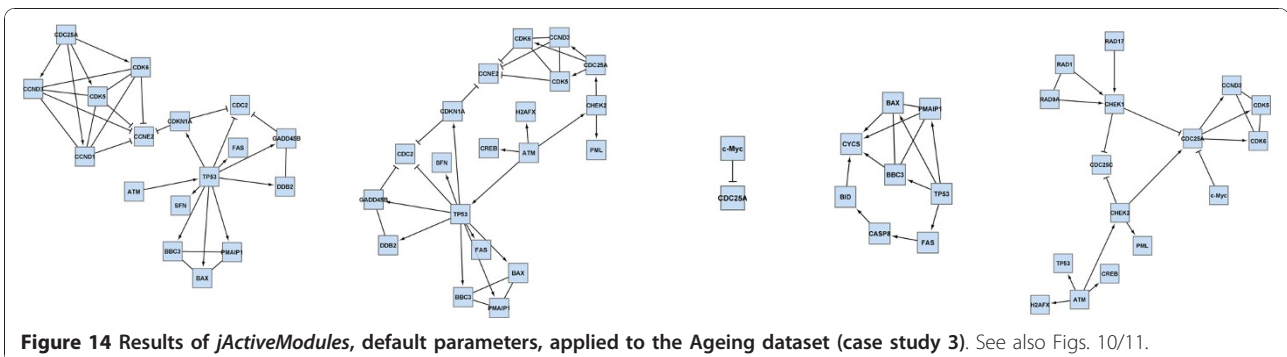 CDC25A
CDK6
CCND3
CDK5
CCNE2
CCND1
CDKN1A
CDC2
GADD45B
FAS
TP53
DDB2
ATM
SFN
BBC3
PMAIP1
BAX
CDK6
CCND3
CDC25A
CCNE2
CDK5
CHEK2
CDKN1A
H2AFX
PML
CREB
ATM
CDC2
SFN
GADD45B
TP53
DDB2
FAS
BAX
BBC3
PMAIP1
c-Myc
CDC25A
BAX
PMAIP1
CYCS
BBC3
BID
TP53
CASP8
FAS
RAD17
RAD1
RAD9A
CHEK1
CCND3
CDK5
CDC25A
CDK6
CDC25C
c-Myc
CHEK2
PML
TP53
CREB
H2AFX
ATM
Figure 14 Results of jActiveModules, default parameters, applied to the Ageing dataset (case study 3). See also Figs. 10/11.